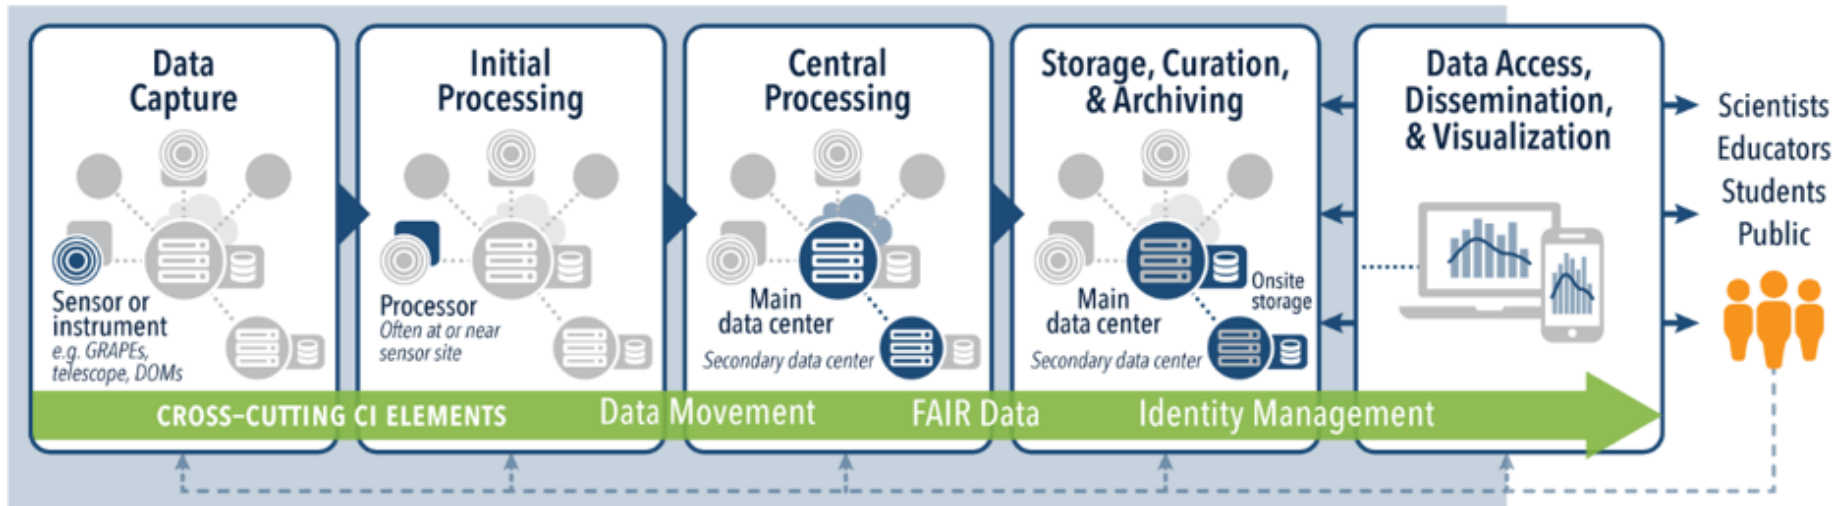 Data
Capture
Sensor or
instrument
e.g. GRAPEs,
telescope, DOMs
Initial
Processing
Processor
Often at or near
sensor site
Central
Processing
Main
data center
Secondary data center
Storage, Curation,
& Archiving
Onsite
storage
Main
data center
Secondary data center
Data Access,
Dissemination,
& Visualization
Scientists
Educators
Students
Public
CROSS–CUTTING CI ELEMENTS Data Movement FAIR Data Identity Management